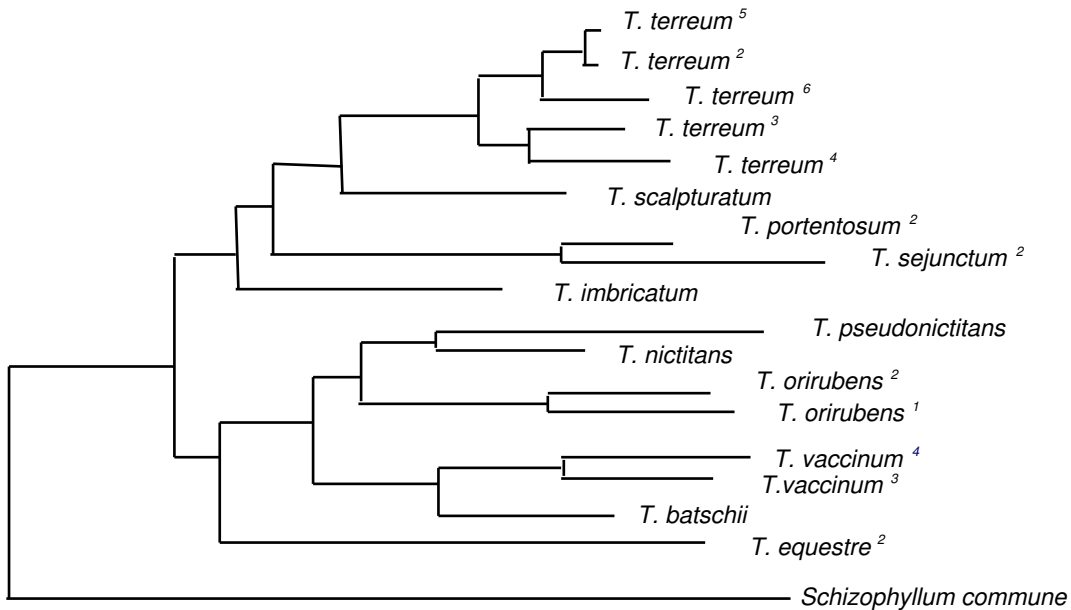 T. terreum 5
T. terreum 2
T. terreum 6
T. terreum 3
T. terreum 4
T. scalpturatum
T. portentosum 2
T. sejunctum 2
T. imbricatum
T. pseudonictitans
T. nictitans
T. orirubens 2
T. orirubens 1
T. vaccinum 4
T.vaccinum 3
T. batschii
T. equestre 2
Schizophyllum commune